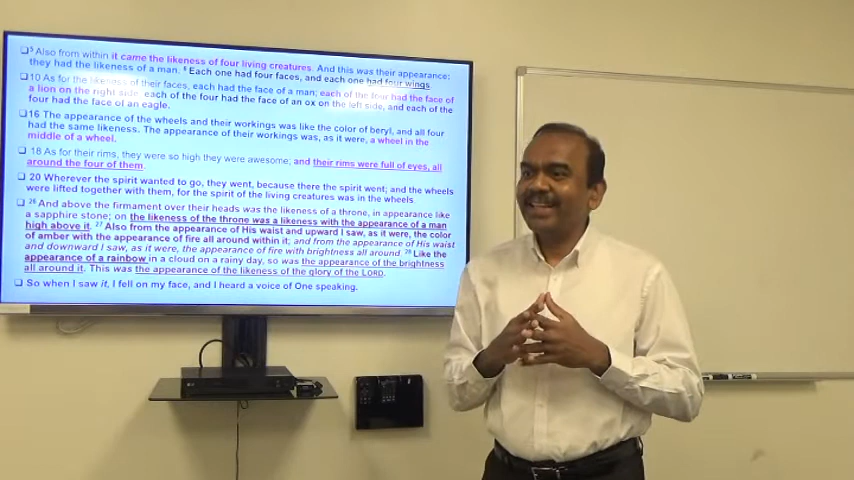 ❑⁵ Also from within it came the likeness of four living creatures. And this was their appearance:
they had the likeness of a man. ⁶ Each one had four faces, and each one had four wings.
❑10 As for the likeness of their faces, each had the face of a man; each of the four had the face of
a lion on the right side, each of the four had the face of an ox on the left side, and each of the
four had the face of an eagle.
❑16 The appearance of the wheels and their workings was like the color of beryl, and all four
had the same likeness. The appearance of their workings was, as it were, a wheel in the
middle of a wheel.
❑ 18 As for their rims, they were so high they were awesome; and their rims were full of eyes, all
around the four of them.
❑ 20 Wherever the spirit wanted to go, they went, because there the spirit went; and the wheels
were lifted together with them, for the spirit of the living creatures was in the wheels.
❑ ²⁶ And above the firmament over their heads was the likeness of a throne, in appearance like
a sapphire stone; on the likeness of the throne was a likeness with the appearance of a man
high above it. ²⁷ Also from the appearance of His waist and upward I saw, as it were, the color
of amber with the appearance of fire all around within it; and from the appearance of His waist
and downward I saw, as it were, the appearance of fire with brightness all around. ²⁸ Like the
appearance of a rainbow in a cloud on a rainy day, so was the appearance of the brightness
all around it. This was the appearance of the likeness of the glory of the LORD.
❑ So when I saw it, I fell on my face, and I heard a voice of One speaking.